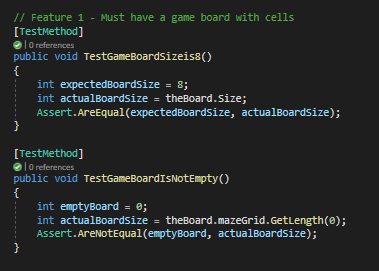 // Feature 1 - Must have a game board with cells
[TestMethod]
| 0 references
public void TestGameBoardSizeis8()
{
int expectedBoardSize = 8;
int actualBoardSize = theBoard.Size;
Assert.AreEqual(expectedBoardSize, actualBoardSize);
}
[TestMethod]
| 0 references
public void TestGameBoardIsNotEmpty()
{
int emptyBoard = 0;
int actualBoardSize = theBoard.mazeGrid.GetLength(0);
Assert.AreNotEqual(emptyBoard, actualBoardSize);
}